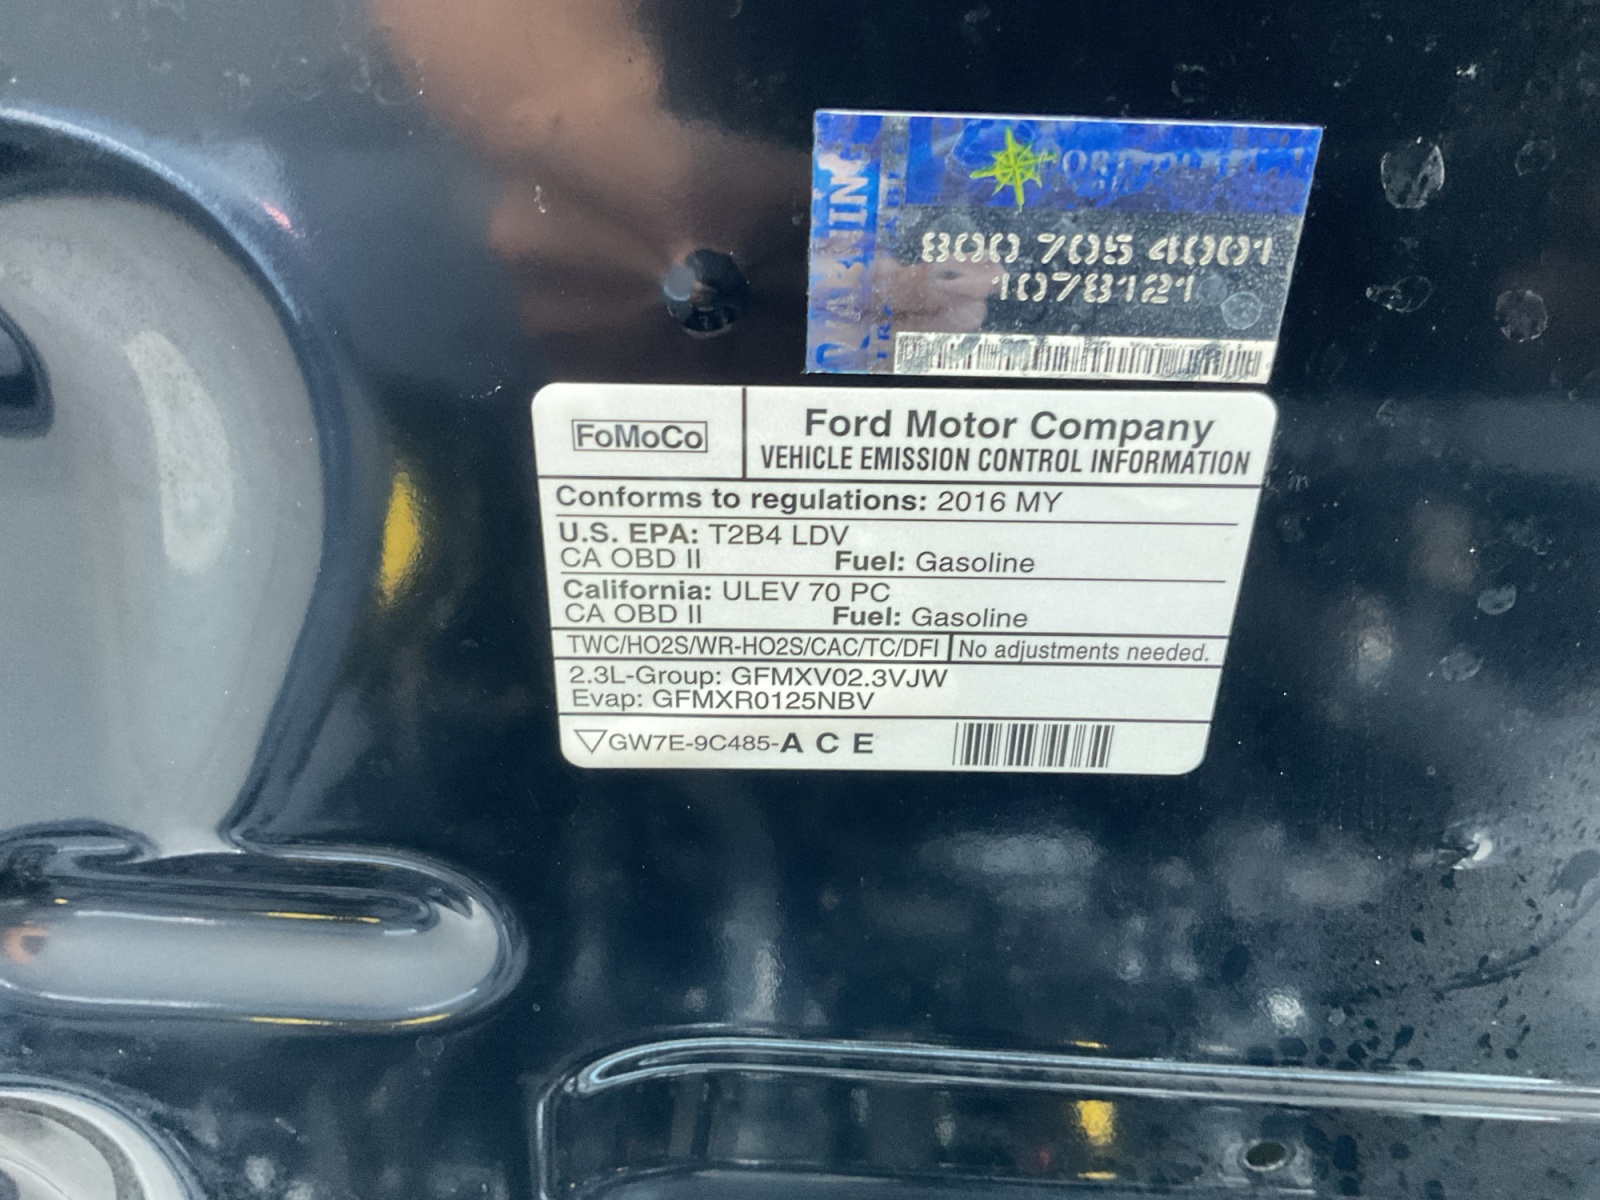 WARNING
800 705 4001
1078121
FoMoCo
Ford Motor Company
VEHICLE EMISSION CONTROL INFORMATION
Conforms to regulations: 2016 MY
U.S. EPA: T2B4 LDV
CA OBD II Fuel: Gasoline
California: ULEV 70 PC
CA OBD II Fuel: Gasoline
TWC/HO2S/WR-HO2S/CAC/TC/DFI No adjustments needed.
2.3L-Group: GFMXV02.3VJW
Evap: GFMXR0125NBV
GW7E-9C485-A C E